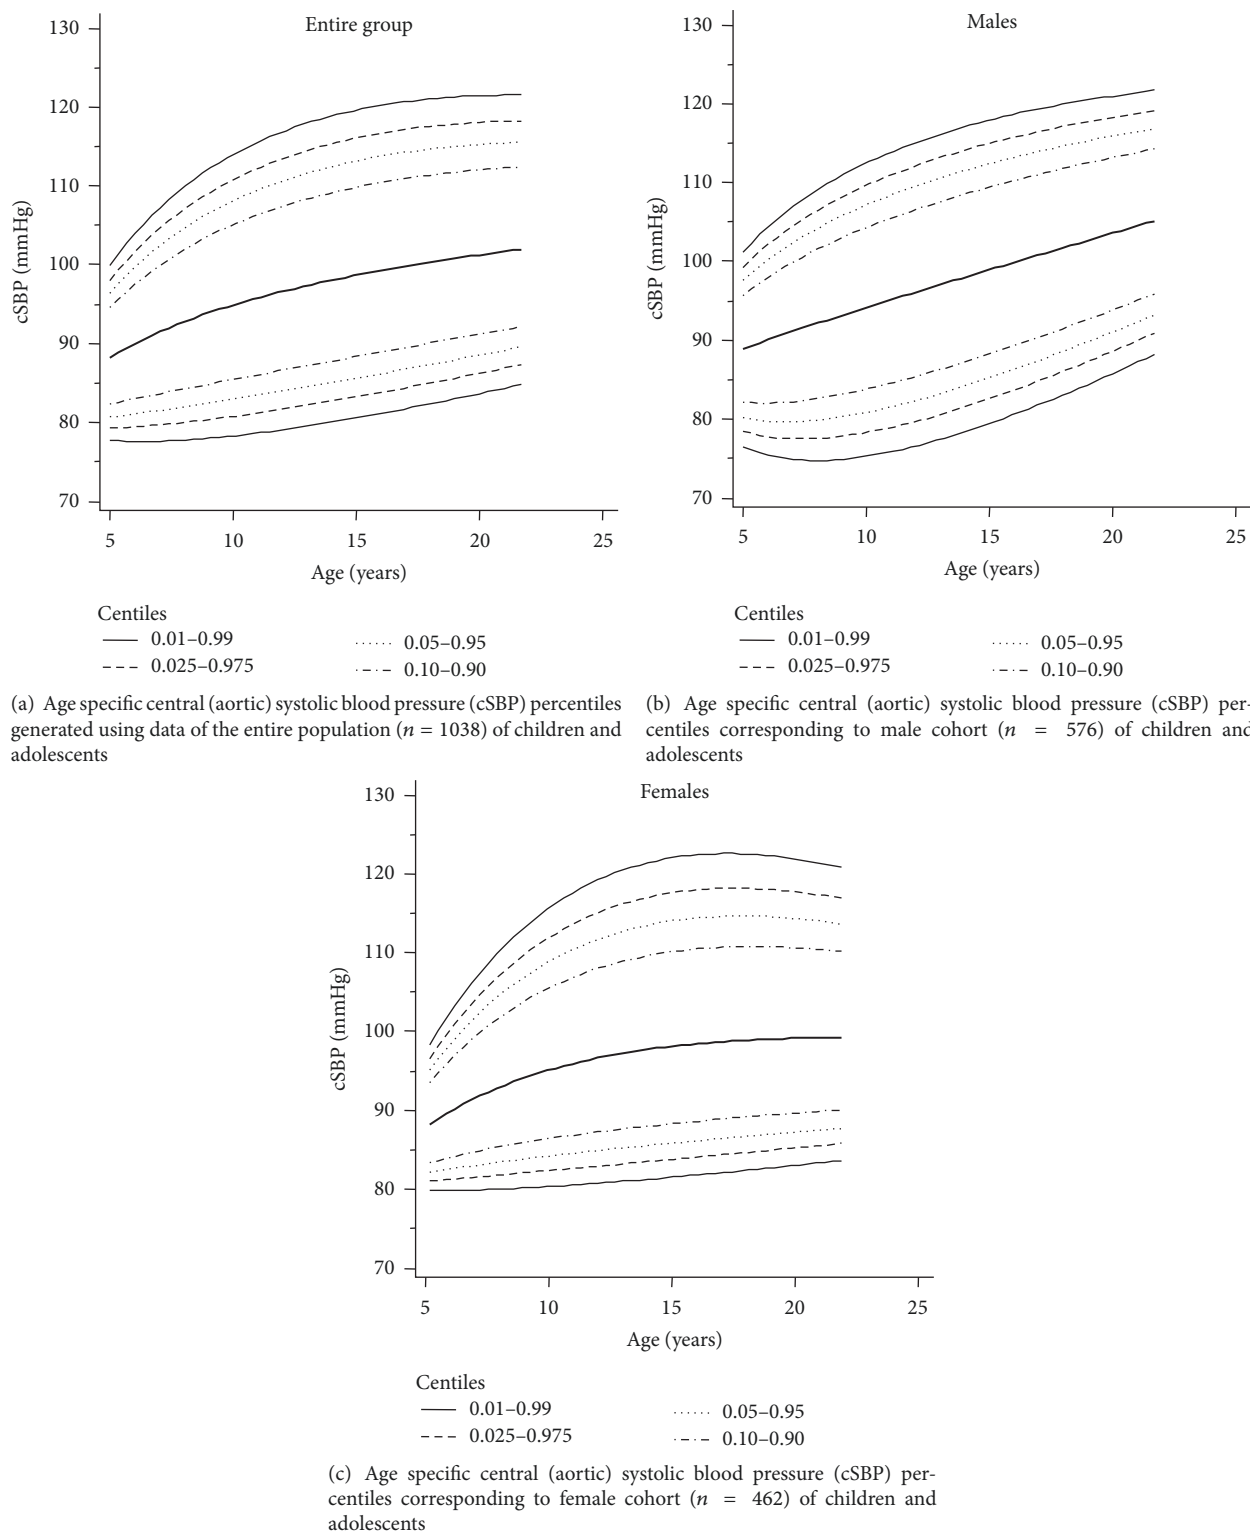 Entire group
130
120
110
100
90
80
70
cSBP (mmHg)
5 10 15 20 25
Age (years)
Centiles
0.01–0.99
0.025–0.975
0.05–0.95
0.10–0.90
(a) Age specific central (aortic) systolic blood pressure (cSBP) percentiles
generated using data of the entire population (n = 1038) of children and
adolescents
Males
130
120
110
100
90
80
70
cSBP (mmHg)
5 10 15 20 25
Age (years)
Centiles
0.01–0.99
0.025–0.975
0.05–0.95
0.10–0.90
(b) Age specific central (aortic) systolic blood pressure (cSBP) per-
centiles corresponding to male cohort (n = 576) of children and
adolescents
Females
130
120
110
100
90
80
70
cSBP (mmHg)
5 10 15 20 25
Age (years)
Centiles
0.01–0.99
0.025–0.975
0.05–0.95
0.10–0.90
(c) Age specific central (aortic) systolic blood pressure (cSBP) per-
centiles corresponding to female cohort (n = 462) of children and
adolescents